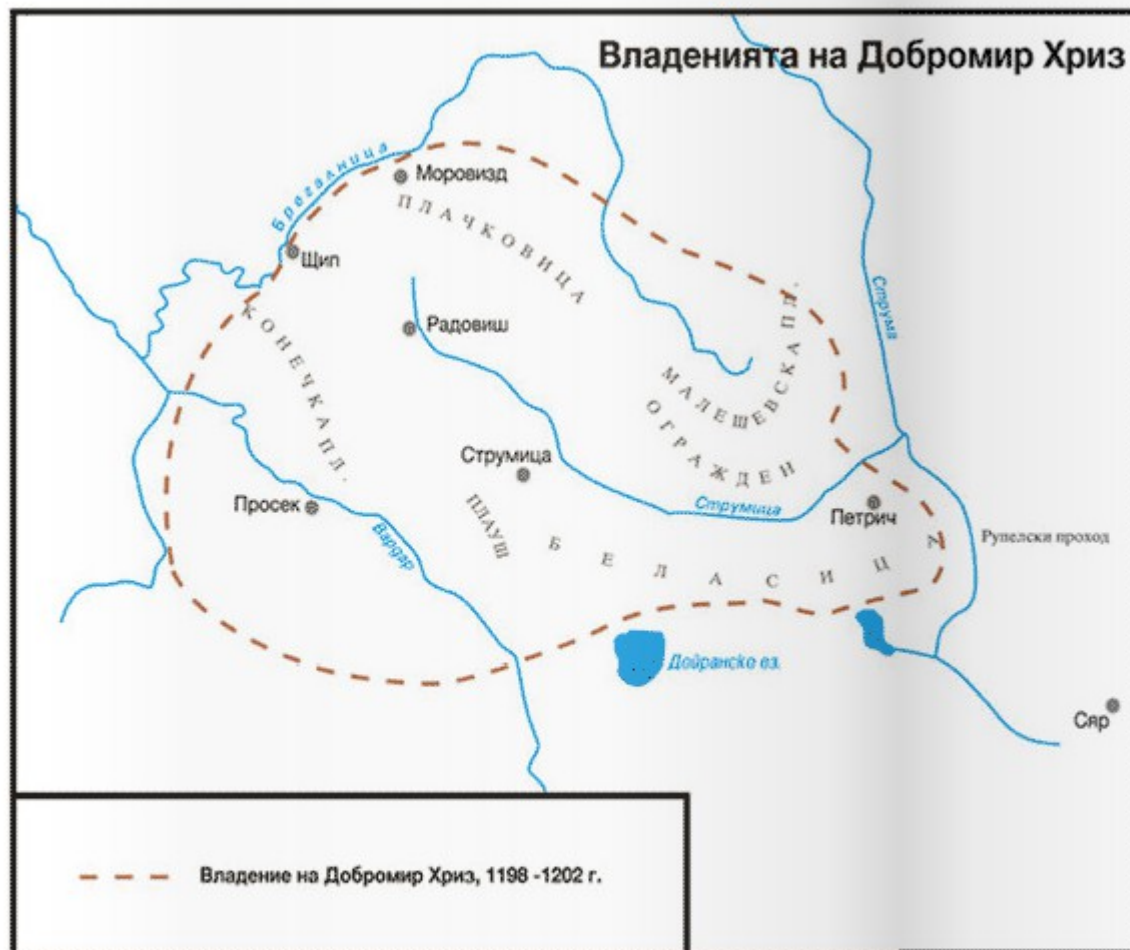 Владенията на Добромир Хриз
Брегалница
Моровизд
ПЛАЧКОВИЦА
Щип
Струма
КОНЕЧКА ПЛ.
Радовиш
МАЛЕШЕВСКА ПЛ.
ОГРАЖДЕН
Струмица
Просек
ПЛАУШ
Струмица
Петрич
Вардар
БЕЛАСИЦ
Рупелски проход
Дойранско ез.
Сяр
Владение на Добромир Хриз, 1198 -1202 г.